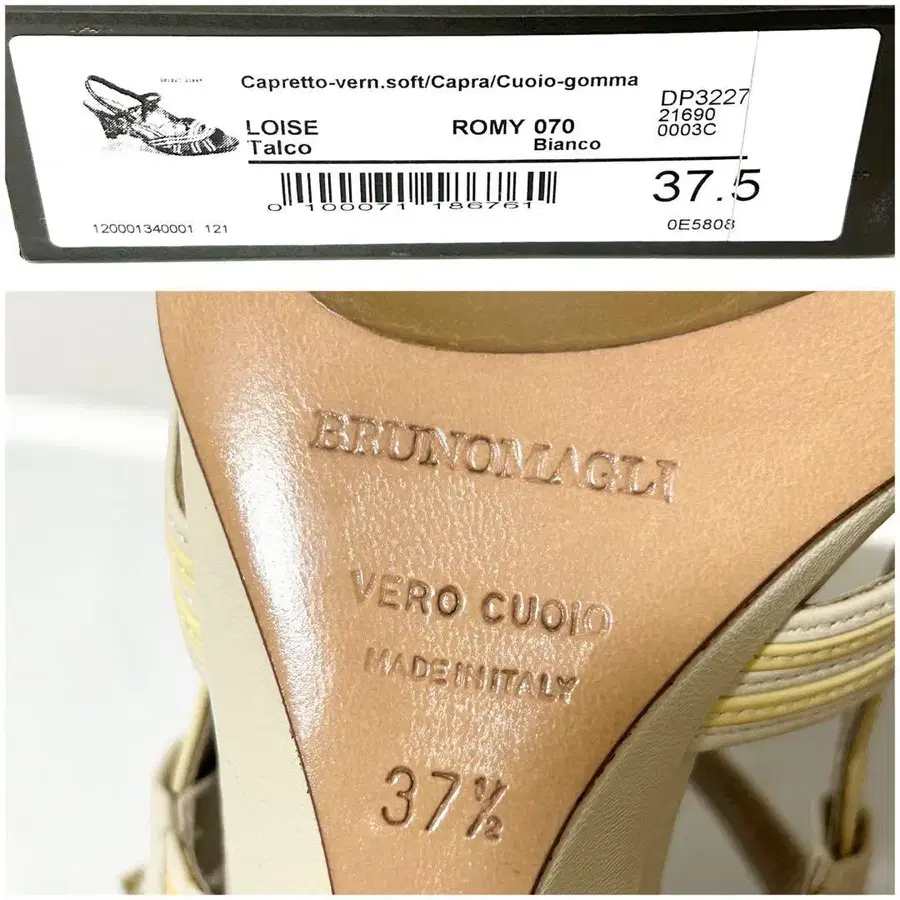 Capretto-vern.soft/Capra/Cuoio-gomma
DP3227
21690
0003C
LOISE ROMY 070
Talco Bianco
37.5
0 100071 186761
120001340001 121
0E5808
BRUNOMAGLI
VERO CUOIO
MADE IN ITALY
37½